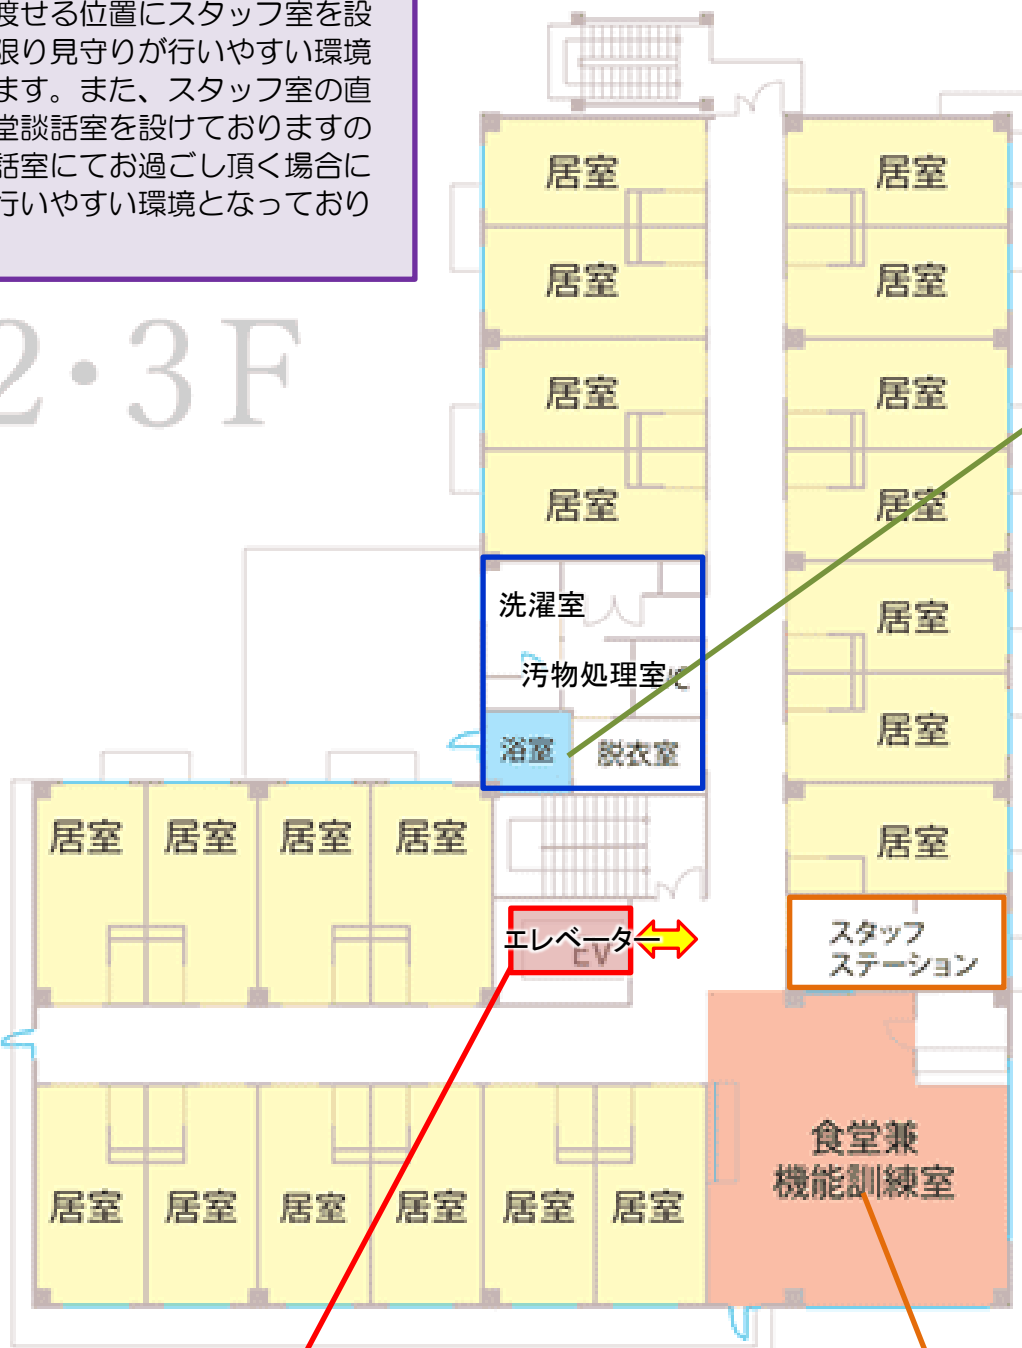 渡せる位置にスタッフ室を設
限り見守りが行いやすい環境
ます。また、スタッフ室の直
堂談話室を設けておりますの
話室にてお過ごし頂く場合に
行いやすい環境となっており
2・3F
居室
居室
居室
居室
居室
居室
居室
居室
洗濯室
居室
汚物処理室
居室
浴室
脱衣室
居室
居室
居室
居室
居室
エレベーター
EV
スタッフ
ステーション
食堂兼
機能訓練室
居室
居室
居室
居室
居室
居室